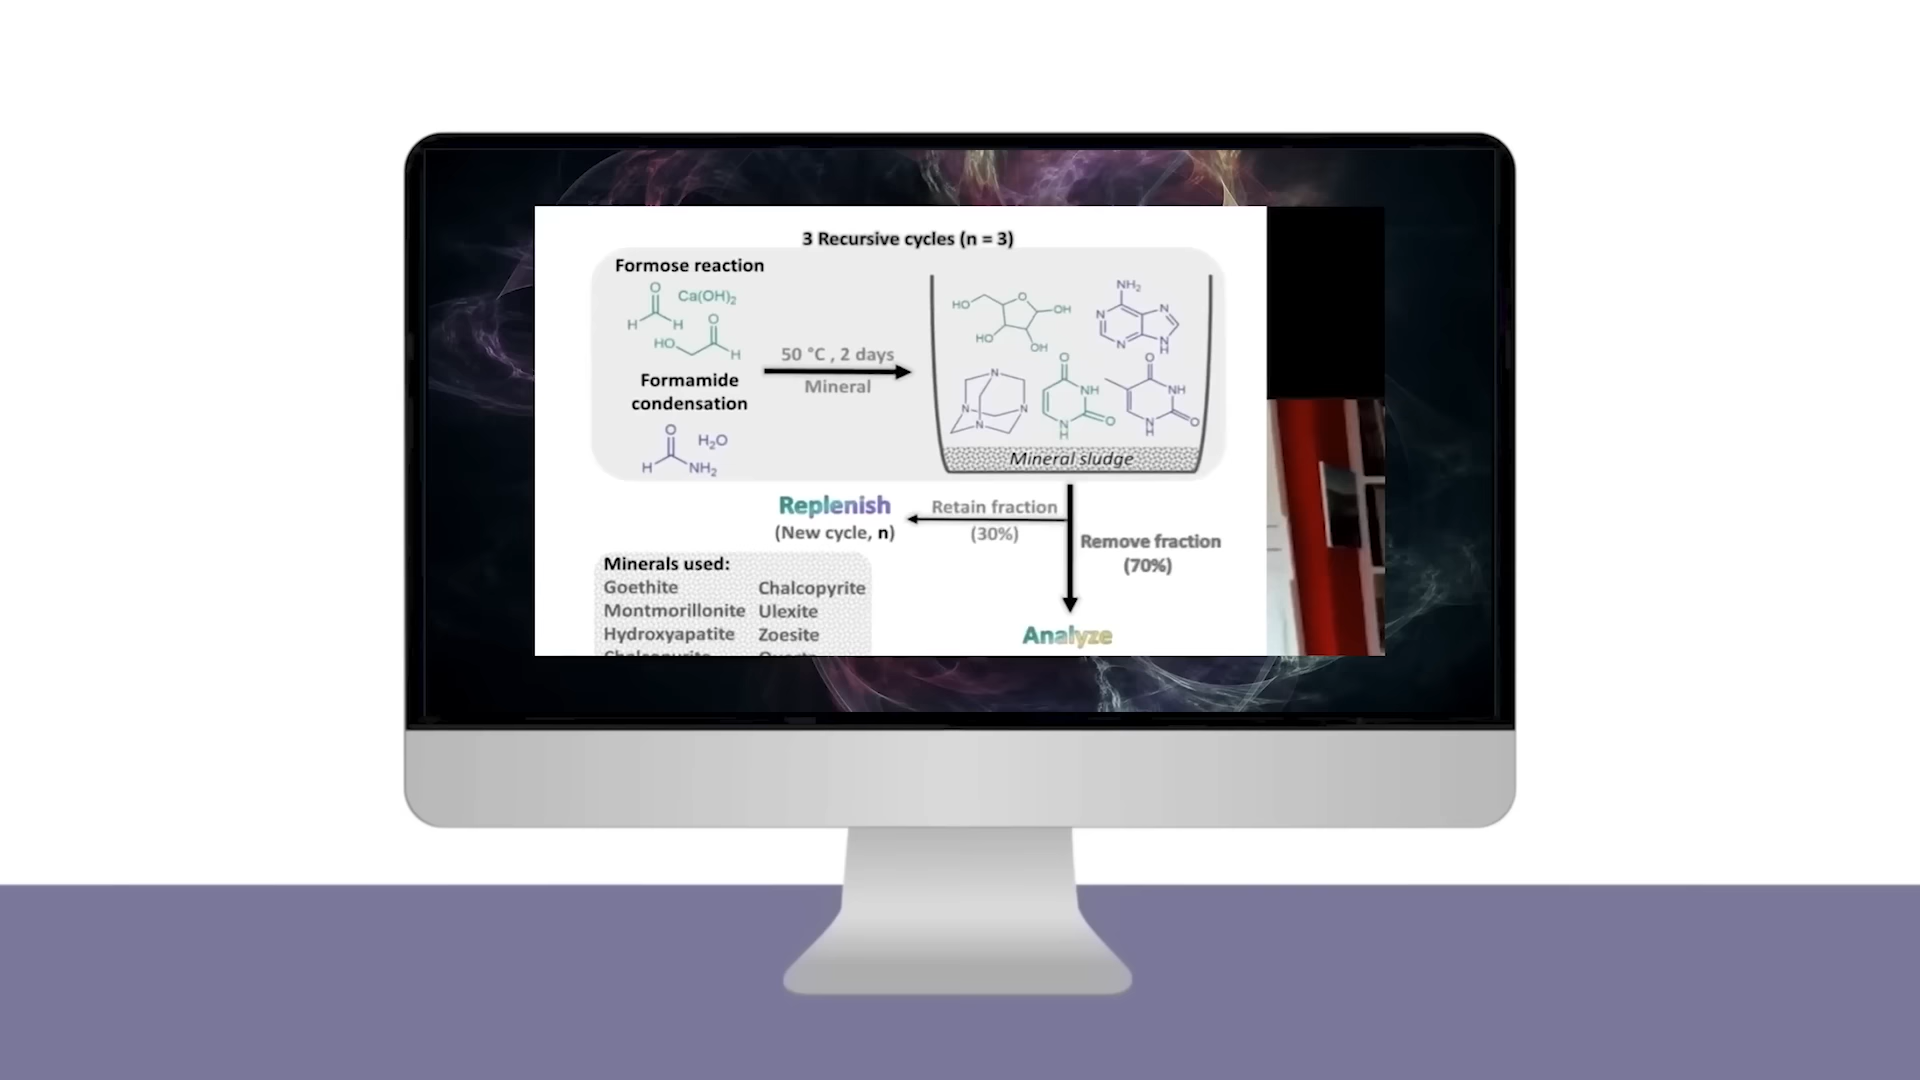 3 Recursive cycles (n = 3)
Formose reaction
O
Ca(OH)₂
H H
O
HO
H
Formamide
condensation
O
H₂O
H NH₂
50 °C , 2 days
Mineral
HO O OH
HO OH
NH₂
N N
N N
H
N
N N
N
O
NH
N O
H
O
NH
N O
H
Mineral sludge
Replenish
(New cycle, n)
Retain fraction
(30%)
Remove fraction
(70%)
Analyze
Minerals used:
Goethite Chalcopyrite
Montmorillonite Ulexite
Hydroxyapatite Zoesite